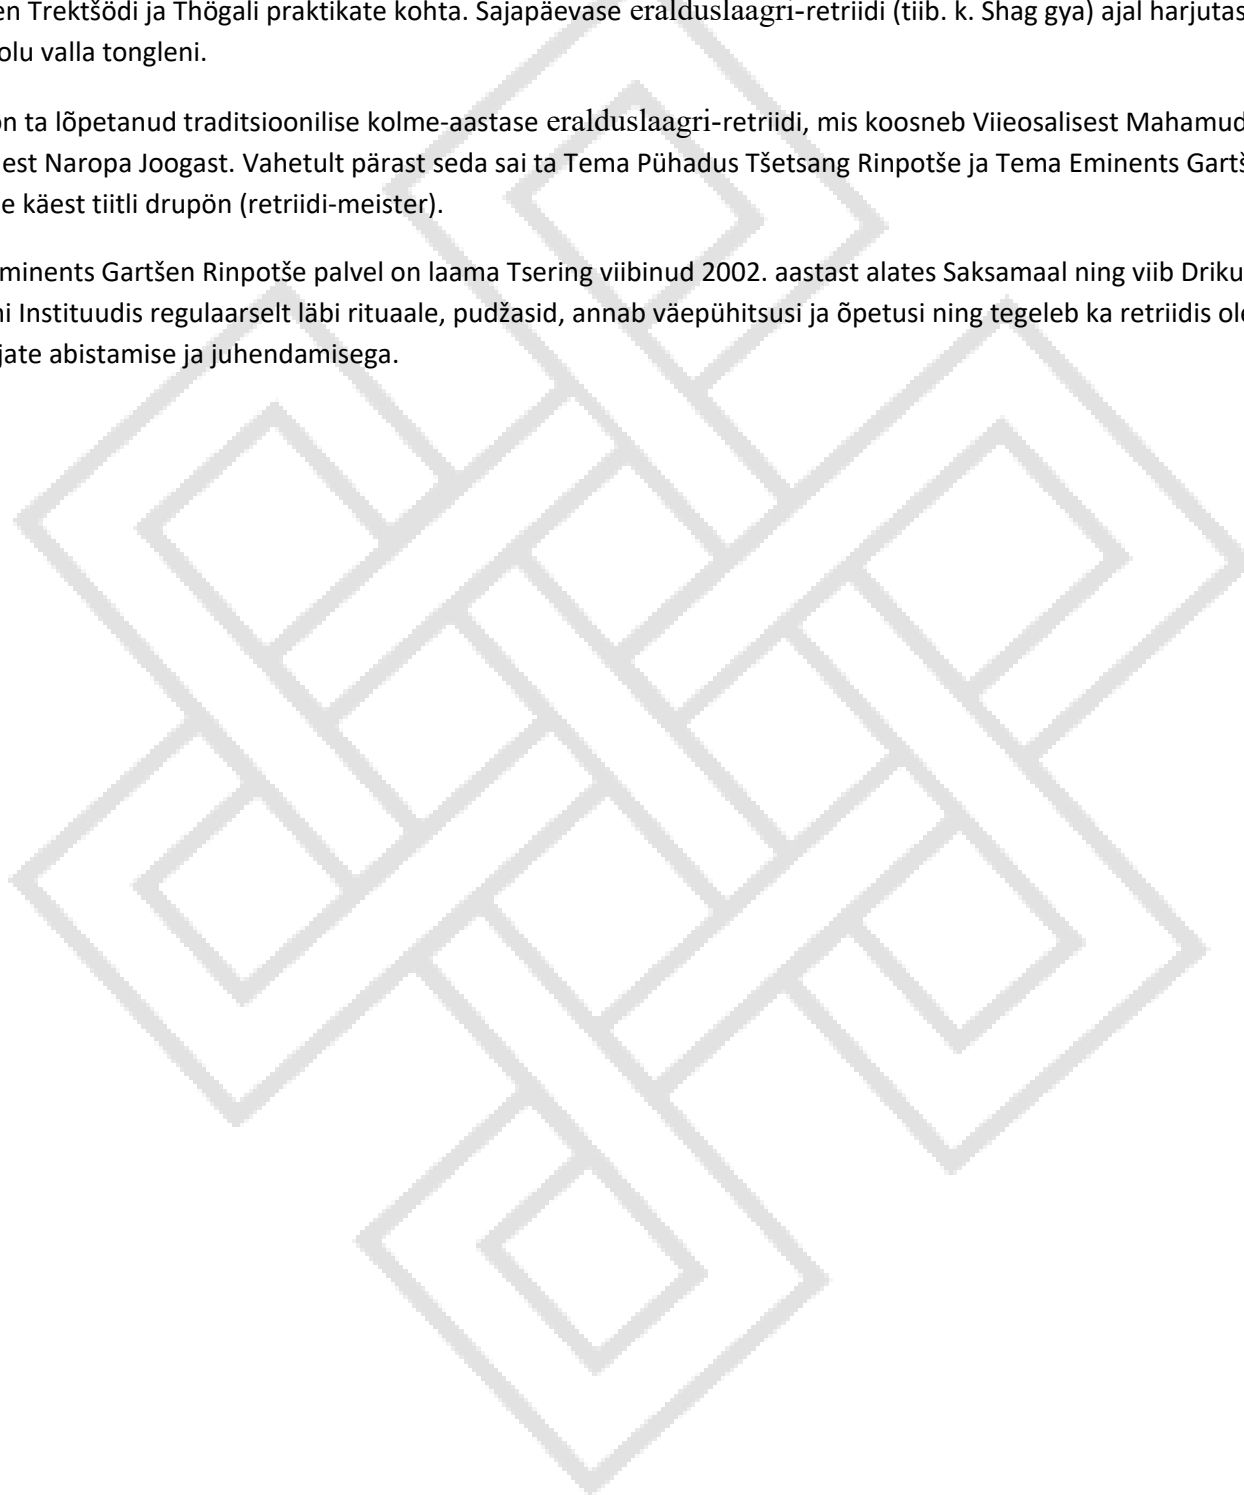 en Trektšödi ja Thögali praktikate kohta. Sajapäevase eralduslaagri-retriidi (tiib. k. Shag gya) ajal harjutas
olu valla tongleni.
on ta lõpetanud traditsioonilise kolme-aastase eralduslaagri-retriidi, mis koosneb Viieosalisest Mahamud
est Naropa Joogast. Vahetult pärast seda sai ta Tema Pühadus Tšetsang Rinpotše ja Tema Eminents Gartš
e käest tiitli drupön (retriidi-meister).
minents Gartšen Rinpotše palvel on laama Tsering viibinud 2002. aastast alates Saksamaal ning viib Driku
ni Instituudis regulaarselt läbi rituaale, pudžasid, annab väepühitsusi ja õpetusi ning tegeleb ka retriidis ole
jate abistamise ja juhendamisega.